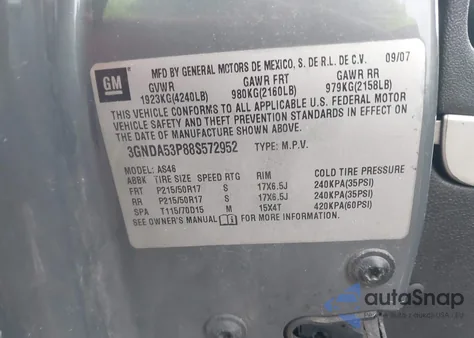 GM
MFD BY GENERAL MOTORS DE MEXICO, S. DE R.L. DE C.V. 09/07
GVWR GAWR FRT GAWR RR
1923KG(4240LB) 980KG(2160LB) 979KG(2158LB)
THIS VEHICLE CONFORMS TO ALL APPLICABLE U.S. FEDERAL MOTOR
VEHICLE SAFETY AND THEFT PREVENTION STANDARDS IN EFFECT ON
THE DATE OF MANUFACTURE SHOWN ABOVE.
3GNDA53P88S572952 TYPE: M.P.V.
MODEL: AS46
ABBK TIRE SIZE SPEED RTG RIM COLD TIRE PRESSURE
FRT P215/50R17 S 17X6.5J 240KPA(35PSI)
RR P215/50R17 S 17X6.5J 240KPA(35PSI)
SPA T115/70D15 M 15X4T 420KPA(60PSI)
SEE OWNER'S MANUAL FOR MORE INFORMATION
autoSnap